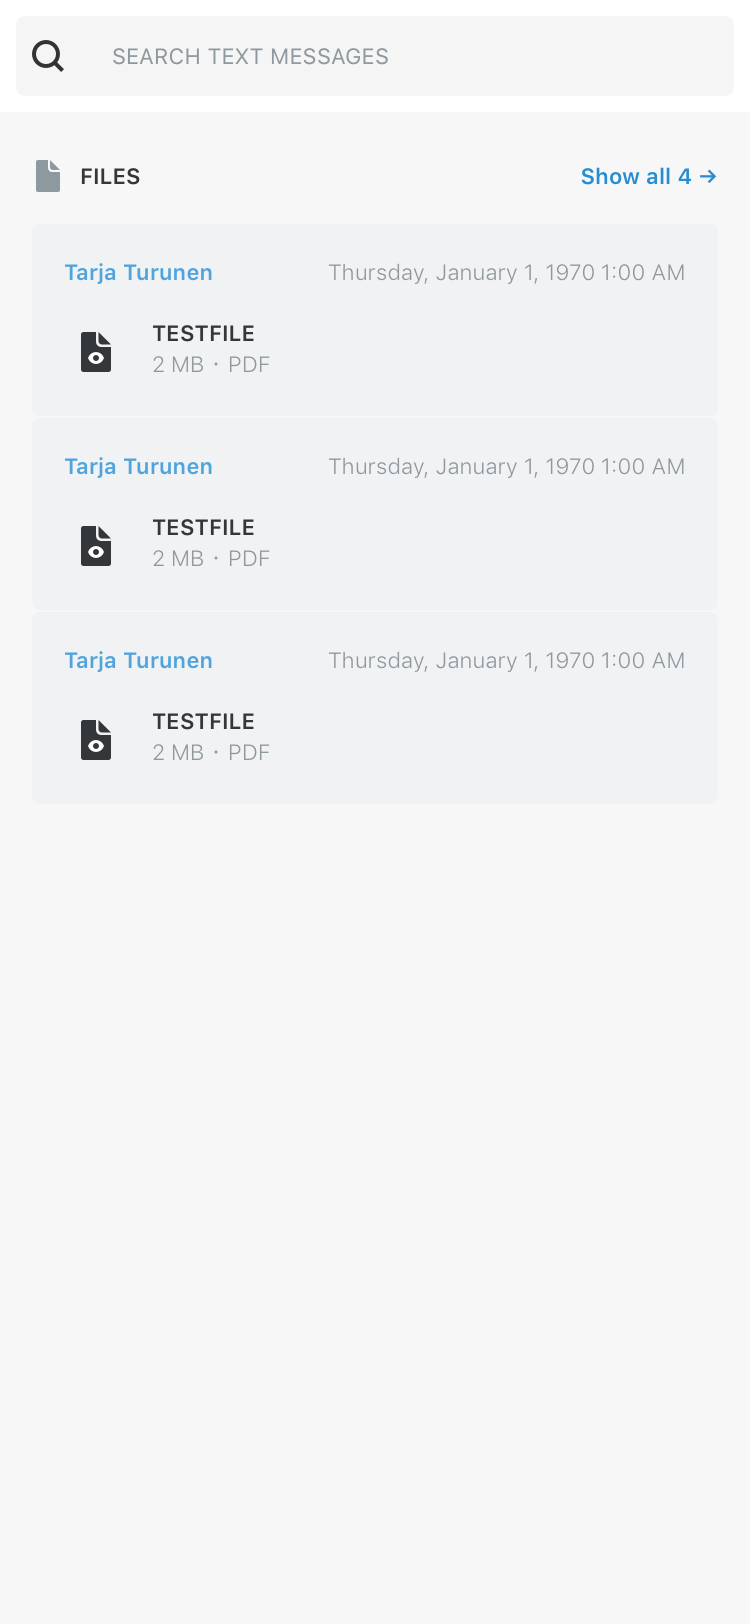 SEARCH TEXT MESSAGES
FILES
Show all 4 →
Tarja Turunen
Thursday, January 1, 1970 1:00 AM
TESTFILE
2 MB · PDF
Tarja Turunen
Thursday, January 1, 1970 1:00 AM
TESTFILE
2 MB · PDF
Tarja Turunen
Thursday, January 1, 1970 1:00 AM
TESTFILE
2 MB · PDF